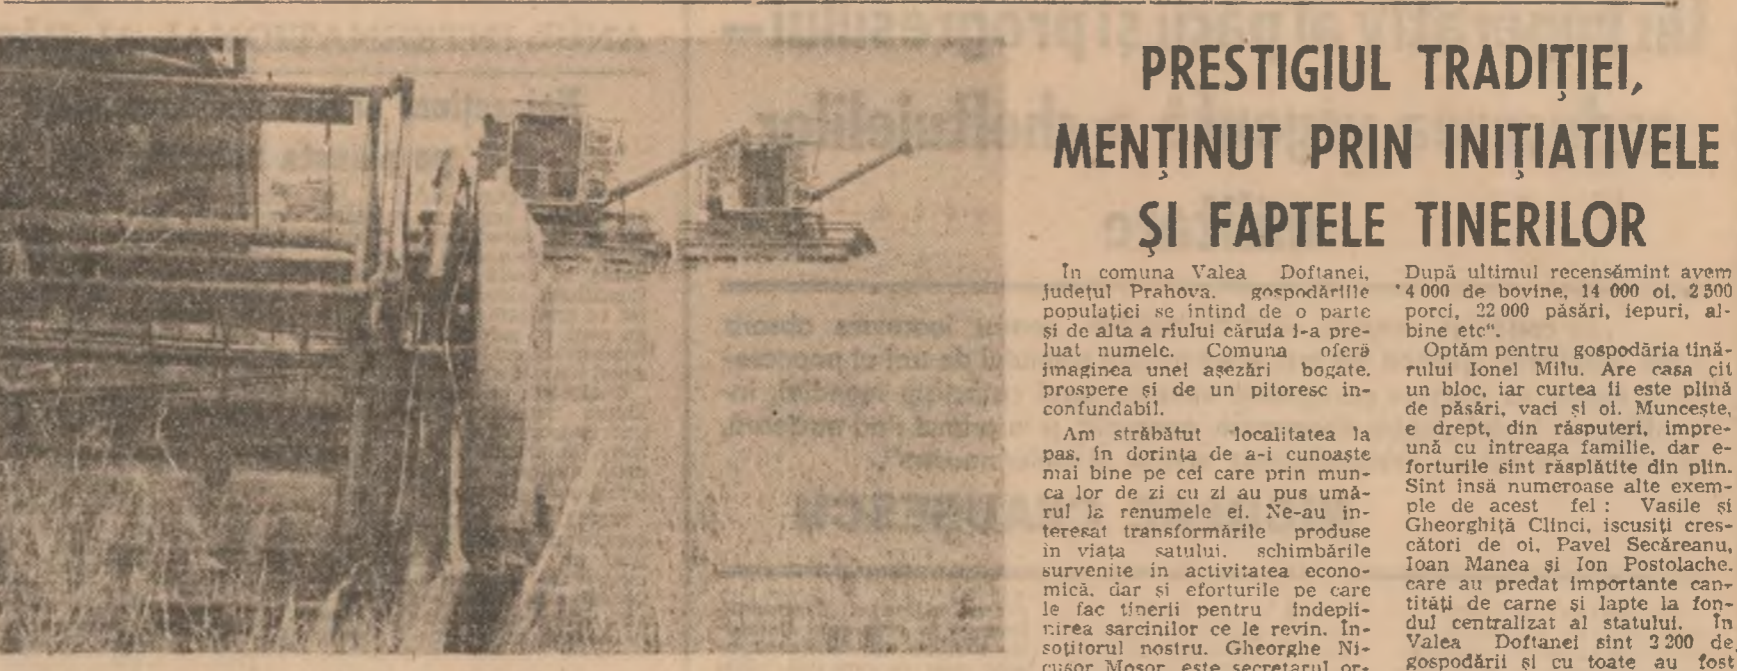 PRESTIGIUL TRADIȚIEI,
MENȚINUT PRIN INIȚIATIVELE
ȘI FAPTELE TINERILOR
În comuna Valea Doftanei,
județul Prahova, gospodăriile
populației se întind de o parte
și de alta a rîului căruia i-a pre-
luat numele. Comuna oferă
imaginea unei așezări bogate,
prospere și de un pitoresc in-
confundabil.
Am străbătut localitatea la
pas, în dorința de a-i cunoaște
mai bine pe cei care prin mun-
ca lor de zi cu zi au pus umă-
rul la renumele ei. Ne-au in-
teresat transformările produse
în viața satului, schimbările
survenite în activitatea econo-
mică, dar și eforturile pe care
le fac tinerii pentru îndepli-
nirea sarcinilor ce le revin. În-
soțitorul nostru, Gheorghe Ni-
cușor Moșor, este secretarul or-
După ultimul recensămînt avem
4 000 de bovine, 14 000 oi, 2 500
porci, 22 000 păsări, iepuri, al-
bine etc“.
Optăm pentru gospodăria tînă-
rului Ionel Milu. Are casa cît
un bloc, iar curtea îi este plină
de păsări, vaci și oi. Muncește,
e drept, din răsputeri, împre-
ună cu întreaga familie, dar e-
forturile sînt răsplătite din plin.
Sînt însă numeroase alte exem-
ple de acest fel : Vasile și
Gheorghiță Clinci, iscusiți cres-
cători de oi, Pavel Secăreanu,
Ioan Manea și Ion Postolache,
care au predat importante can-
tități de carne și lapte la fon-
dul centralizat al statului. În
Valea Doftanei sînt 3 200 de
gospodării și cu toate au fost